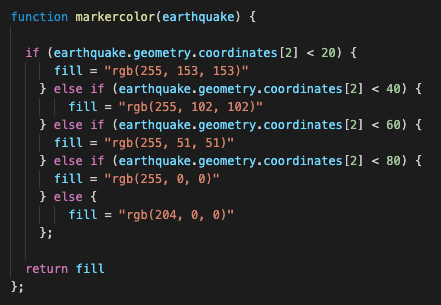 function markercolor(earthquake) {

  if (earthquake.geometry.coordinates[2] < 20) {
      fill = "rgb(255, 153, 153)"
    } else if (earthquake.geometry.coordinates[2] < 40) {
        fill = "rgb(255, 102, 102)"
    } else if (earthquake.geometry.coordinates[2] < 60) {
      fill = "rgb(255, 51, 51)"
    } else if (earthquake.geometry.coordinates[2] < 80) {
      fill = "rgb(255, 0, 0)"
    } else {
        fill = "rgb(204, 0, 0)"
    };

  return fill
};